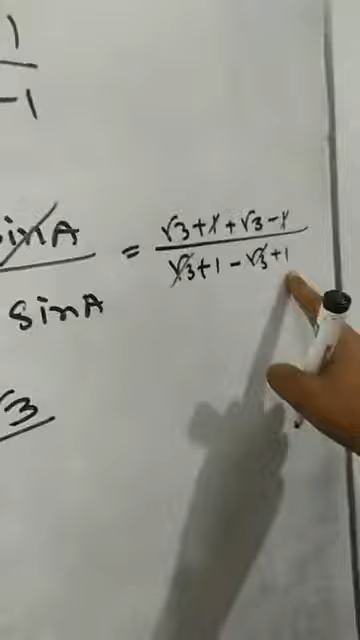 1
-1
sinA = √3+1+√3-1
sinA √3+1-√3+1
√3